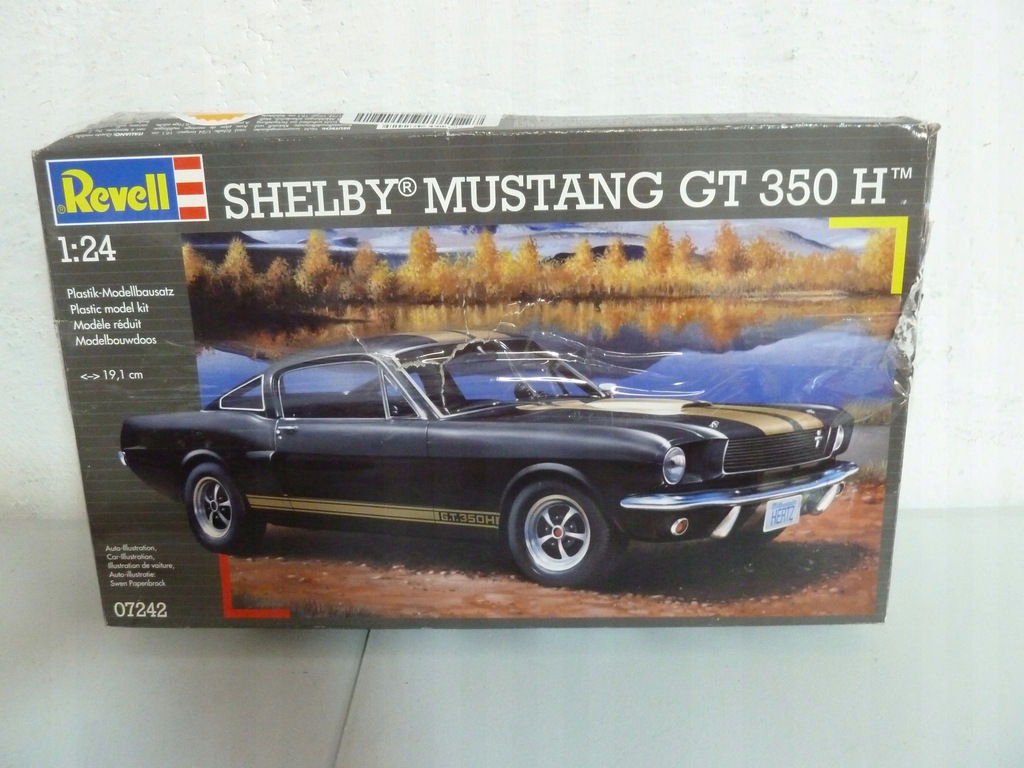 Revell®
SHELBY® MUSTANG GT 350 H™
1:24
Plastik-Modellbausatz
Plastic model kit
Modèle réduit
Modelbouwdoos
<-> 19,1 cm
G.T.350H
HERTZ
Auto-Illustration,
Car-Illustration,
Illustration de voiture,
Auto-illustratie:
Swen Papenbrock
07242